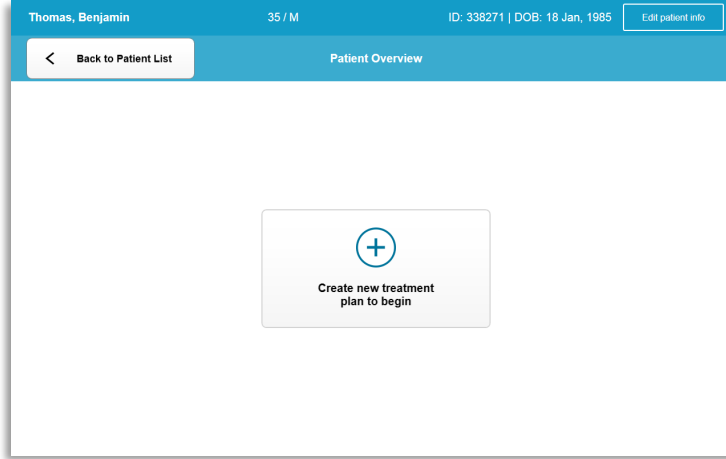 Thomas, Benjamin 35 / M ID: 338271 | DOB: 18 Jan, 1985 Edit patient info
Back to Patient List Patient Overview
Create new treatment
plan to begin